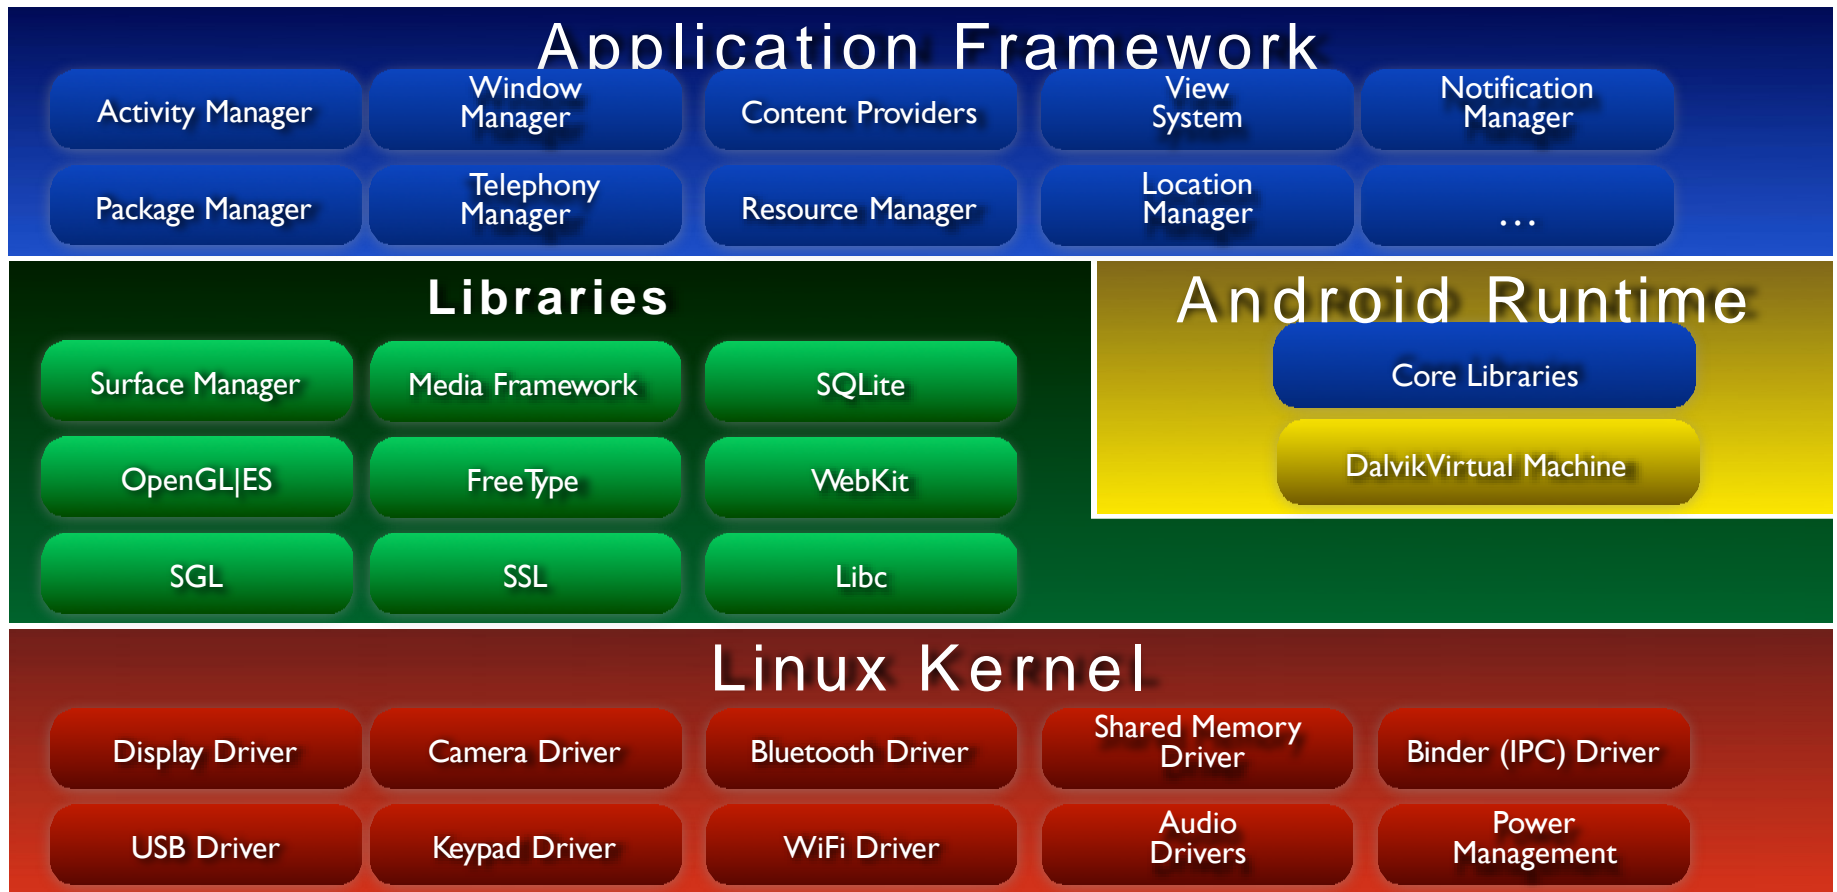 Application Framework
Activity Manager
Window
Manager
Content Providers
View
System
Notification
Manager
Package Manager
Telephony
Manager
Resource Manager
Location
Manager
...
Libraries
Surface Manager
Media Framework
SQLite
OpenGL|ES
FreeType
WebKit
SGL
SSL
Libc
Android Runtime
Core Libraries
DalvikVirtual Machine
Linux Kernel
Display Driver
Camera Driver
Bluetooth Driver
Shared Memory
Driver
Binder (IPC) Driver
USB Driver
Keypad Driver
WiFi Driver
Audio
Drivers
Power
Management